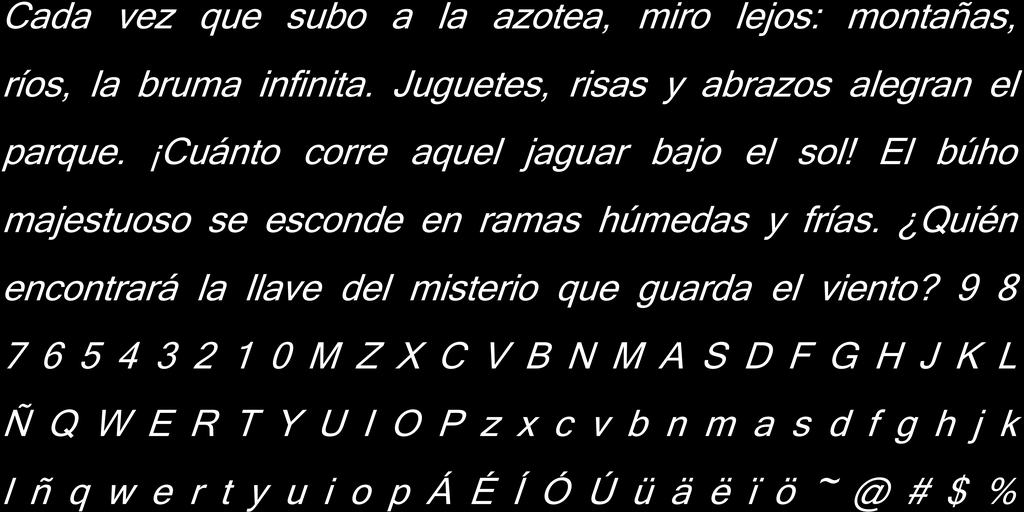 Cada vez que subo a la azotea, miro lejos: montañas,
ríos, la bruma infinita. Juguetes, risas y abrazos alegran el
parque. ¡Cuánto corre aquel jaguar bajo el sol! El búho
majestuoso se esconde en ramas húmedas y frías. ¿Quién
encontrará la llave del misterio que guarda el viento? 9 8
7 6 5 4 3 2 1 0 M Z X C V B N M A S D F G H J K L
Ñ Q W E R T Y U I O P z x c v b n m a s d f g h j k
l ñ q w e r t y u i o p Á É Í Ó Ú ü ä ë ï ö ~ @ # $ %